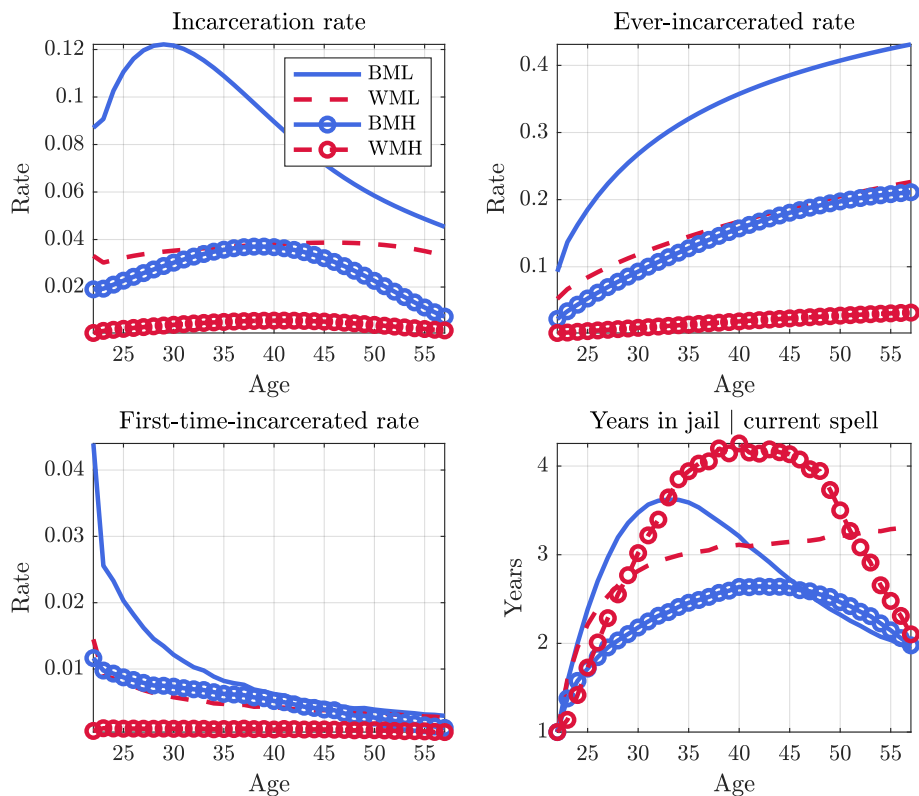 Incarceration rate
0.12
0.1
0.08
0.06
0.04
0.02
Rate
BML
WML
BMH
WMH
25 30 35 40 45 50 55
Age
Ever-incarcerated rate
0.4
0.3
0.2
0.1
Rate
25 30 35 40 45 50 55
Age
First-time-incarcerated rate
0.04
0.03
0.02
0.01
Rate
25 30 35 40 45 50 55
Age
Years in jail | current spell
4
3
2
1
Years
25 30 35 40 45 50 55
Age